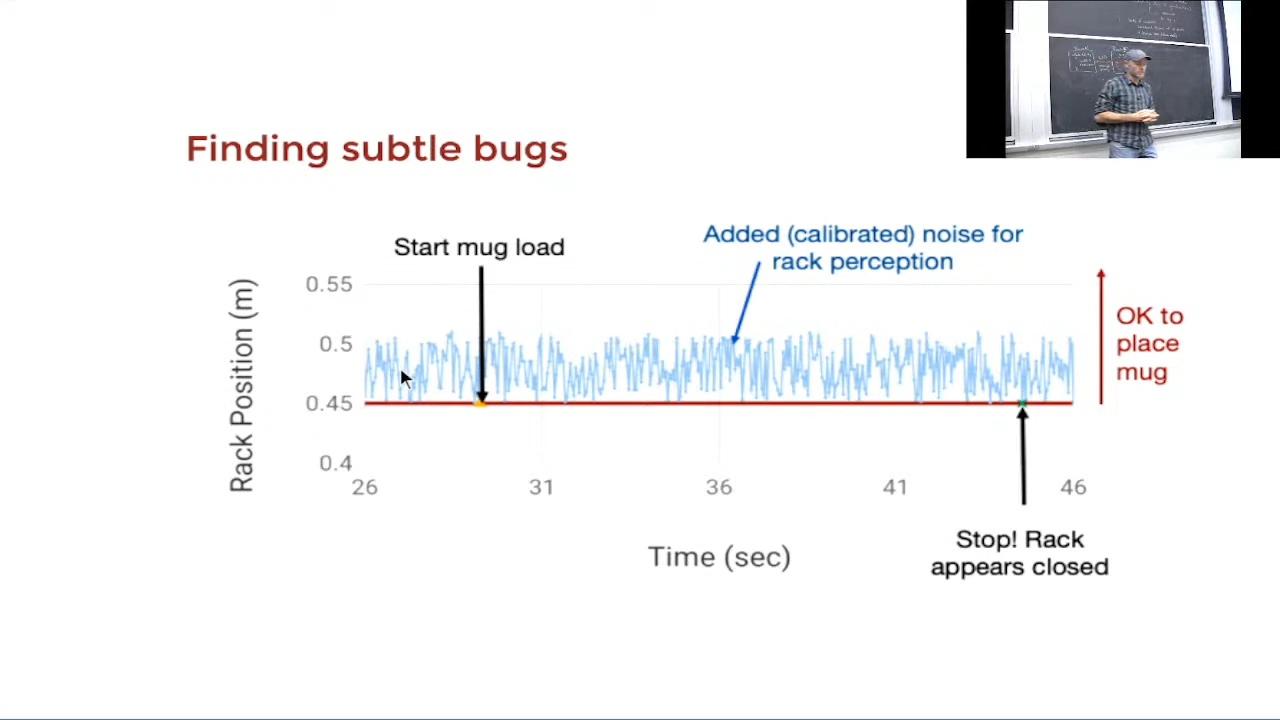 Finding subtle bugs
Start mug load
Added (calibrated) noise for
rack perception
Rack Position (m)
0.55
0.5
0.45
0.4
OK to
place
mug
26
31
36
41
46
Time (sec)
Stop! Rack
appears closed